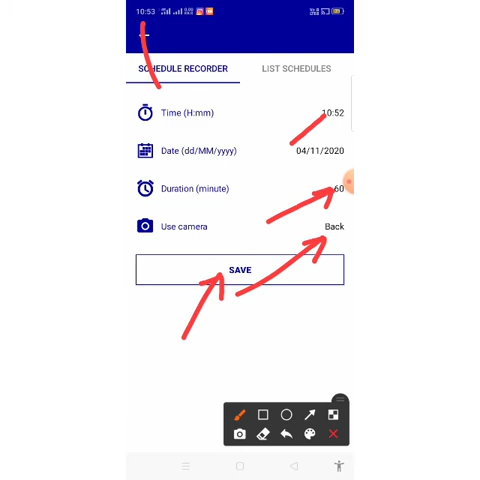 10:53
SCHEDULE RECORDER LIST SCHEDULES
Time (H:mm) 10:52
Date (dd/MM/yyyy) 04/11/2020
Duration (minute) 60
Use camera Back
SAVE